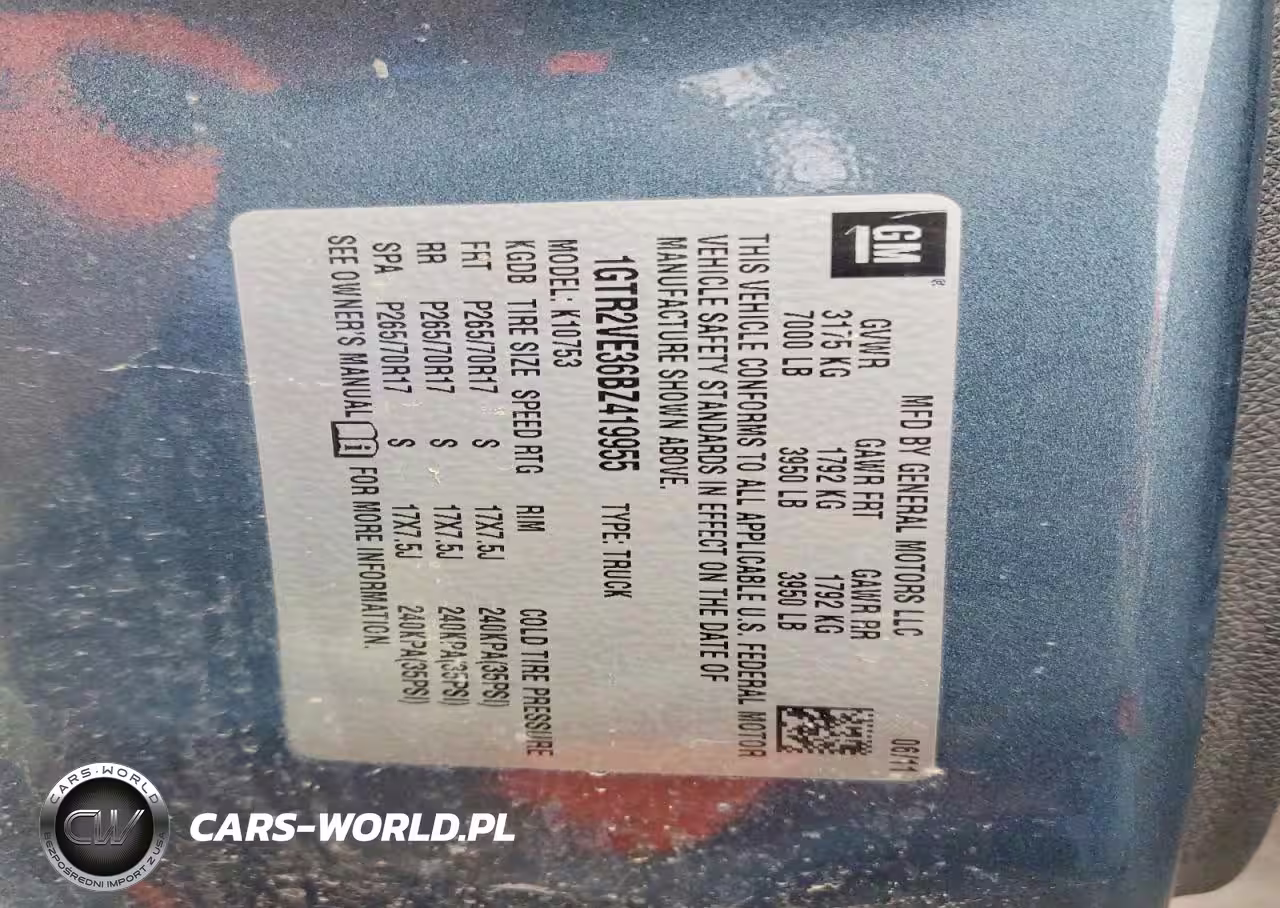 GM
®
MFD BY GENERAL MOTORS LLC 06/11
GVWR GAWR FRT GAWR RR
3175 KG 1792 KG 1792 KG
7000 LB 3950 LB 3950 LB
THIS VEHICLE CONFORMS TO ALL APPLICABLE U.S. FEDERAL MOTOR
VEHICLE SAFETY STANDARDS IN EFFECT ON THE DATE OF
MANUFACTURE SHOWN ABOVE.
1GTR2VE36BZ419955 TYPE: TRUCK
MODEL: K10753
KGDB TIRE SIZE SPEED RTG RIM COLD TIRE PRESSURE
FRT P265/70R17 S 17X7.5J 240KPA(35PSI)
RR P265/70R17 S 17X7.5J 240KPA(35PSI)
SPA P265/70R17 S 17X7.5J 240KPA(35PSI)
SEE OWNER'S MANUAL i FOR MORE INFORMATION.
CARS-WORLD
CW
BEZPOŚREDNI IMPORT Z USA
CARS-WORLD.PL